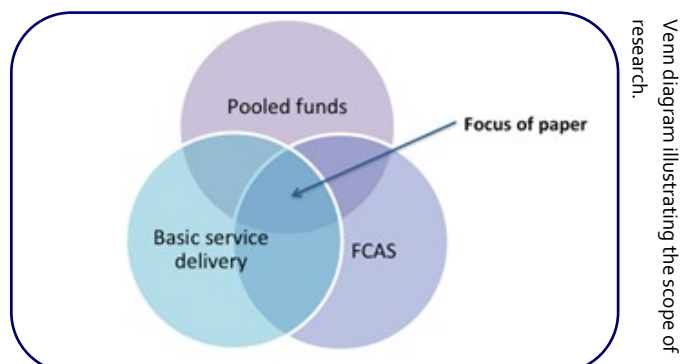 Pooled funds
Focus of paper
Basic service
delivery
FCAS
Venn diagram illustrating the scope of
research.